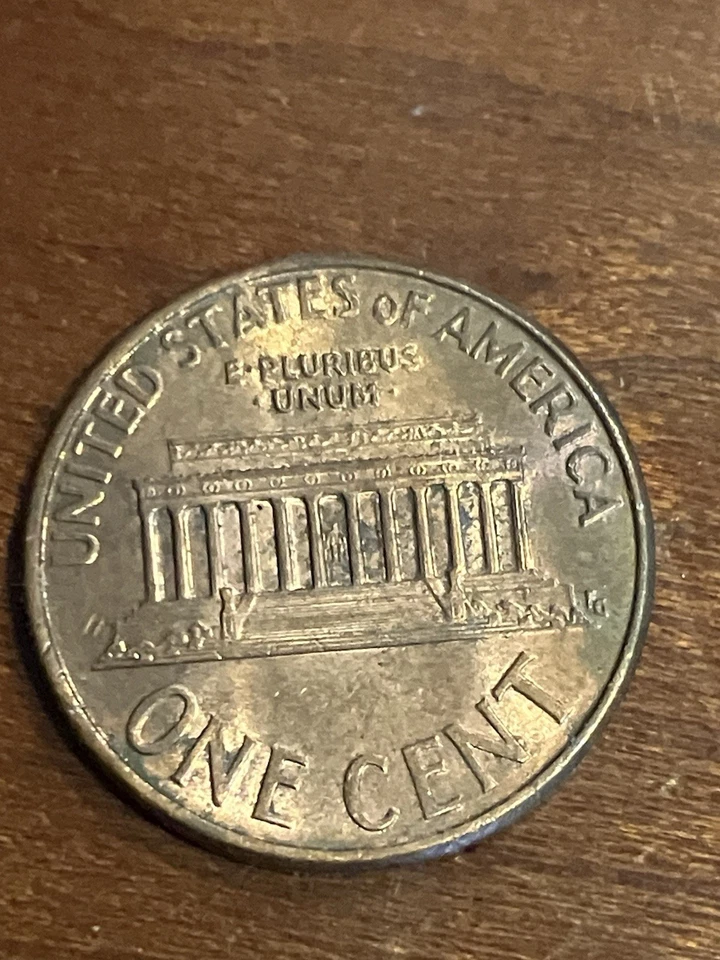 UNITED STATES OF AMERICA
E·PLURIBUS
·UNUM·
ONE CENT